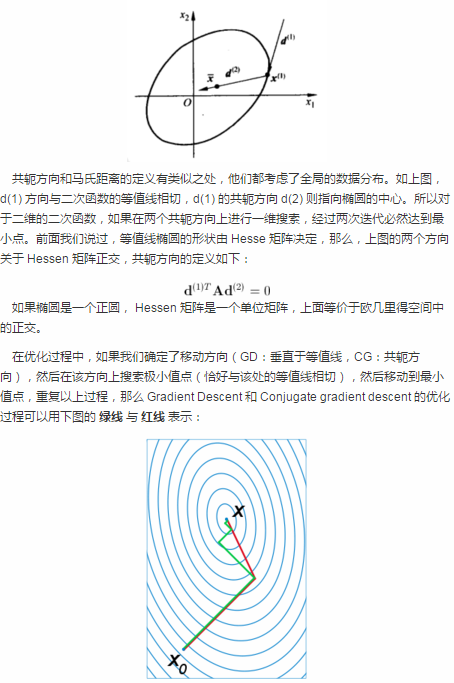 x₂
d⁽¹⁾
x̄ d⁽²⁾ x⁽¹⁾
O x₁
共轭方向和马氏距离的定义有类似之处，他们都考虑了全局的数据分布。如上图，
d(1) 方向与二次函数的等值线相切，d(1) 的共轭方向 d(2) 则指向椭圆的中心。所以对
于二维的二次函数，如果在两个共轭方向上进行一维搜索，经过两次迭代必然达到最
小点。前面我们说过，等值线椭圆的形状由 Hesse 矩阵决定，那么，上图的两个方向
关于 Hessen 矩阵正交，共轭方向的定义如下：
d⁽¹⁾ᵀ Ad⁽²⁾ = 0
如果椭圆是一个正圆， Hessen 矩阵是一个单位矩阵，上面等价于欧几里得空间中
的正交。
在优化过程中，如果我们确定了移动方向（GD：垂直于等值线，CG：共轭方
向），然后在该方向上搜索极小值点（恰好与该处的等值线相切），然后移动到最小
值点，重复以上过程，那么 Gradient Descent 和 Conjugate gradient descent 的优化
过程可以用下图的 绿线 与 红线 表示：
X
X₀